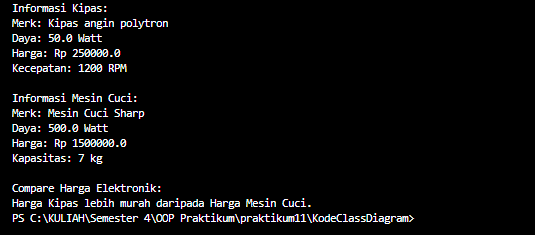 Informasi Kipas:
Merk: Kipas angin polytron
Daya: 50.0 Watt
Harga: Rp 250000.0
Kecepatan: 1200 RPM
Informasi Mesin Cuci:
Merk: Mesin Cuci Sharp
Daya: 500.0 Watt
Harga: Rp 1500000.0
Kapasitas: 7 kg
Compare Harga Elektronik:
Harga Kipas lebih murah daripada Harga Mesin Cuci.
PS C:\KULIAH\Semester 4\OOP Praktikum\praktikum11\KodeClassDiagram>